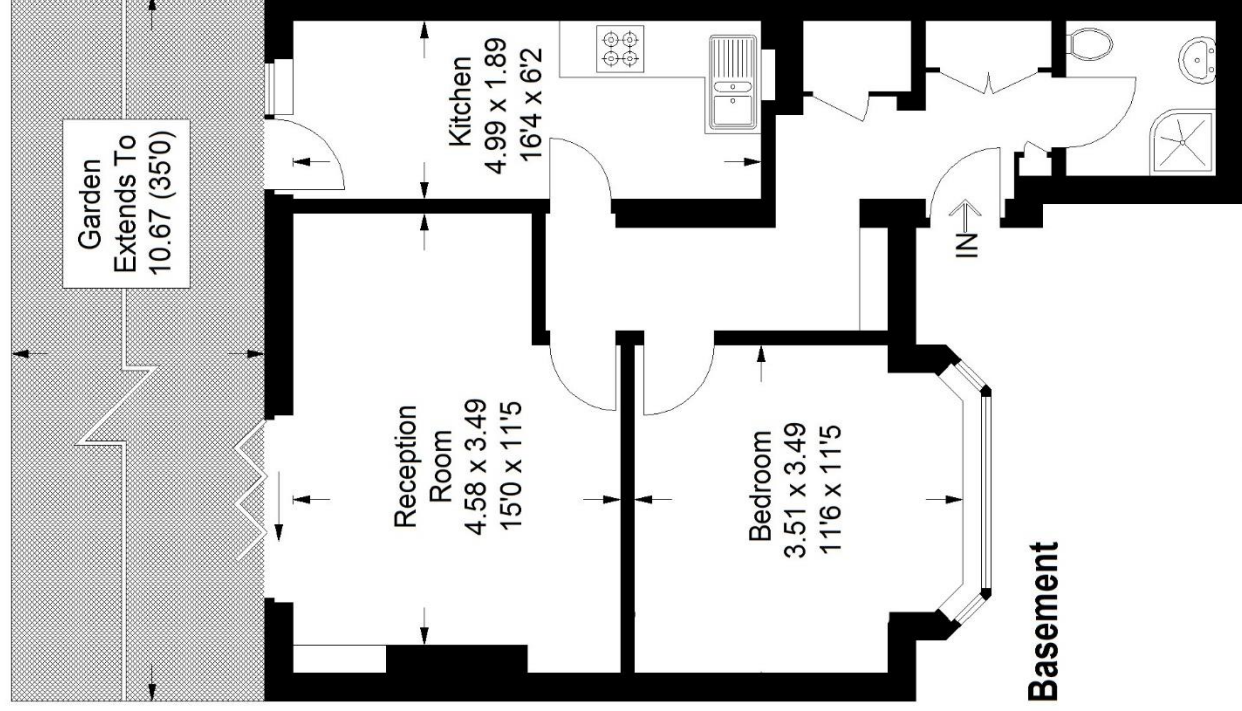 Garden
Extends To
10.67 (35'0)
Kitchen
4.99 x 1.89
16'4 x 6'2
Reception
Room
4.58 x 3.49
15'0 x 11'5
Bedroom
3.51 x 3.49
11'6 x 11'5
IN
Basement